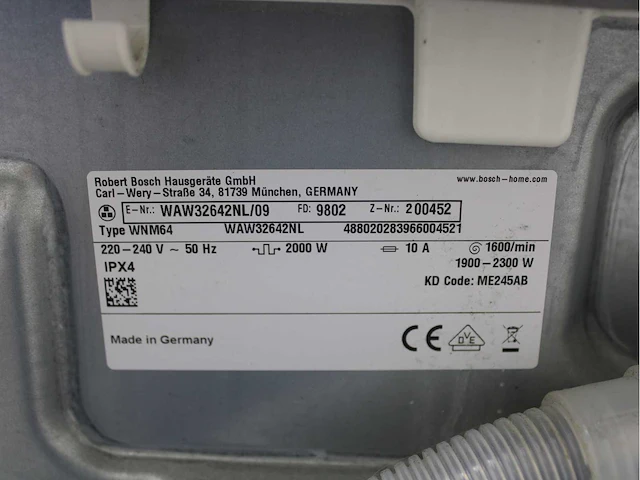 Robert Bosch Hausgeräte GmbH
Carl-Wery-Straße 34, 81739 München, GERMANY
www.bosch-home.com
E-Nr.: WAW32642NL/09 FD: 9802 Z-Nr.: 200452
Type WNM64 WAW32642NL 488020283966004521
220-240 V ~ 50 Hz 2000 W 10 A 1600/min
1900-2300 W
IPX4
KD Code: ME245AB
Made in Germany
CE DVE